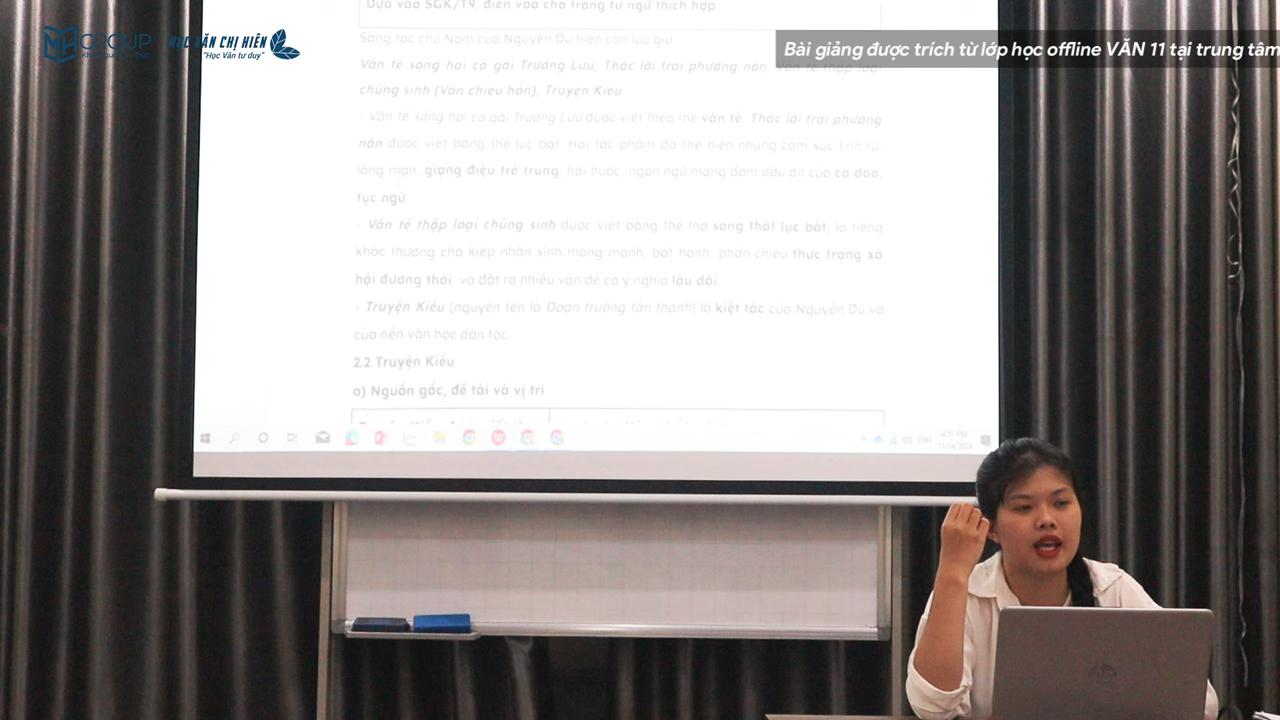 MH GROUP
HỌC VĂN CHỊ HIÊN
"Học Văn tư duy"
Bài giảng được trích từ lớp học offline VĂN 11 tại trung tâm
Dựa vào SGK/T9, điền vào chỗ trống từ ngữ thích hợp.
Sáng tác chữ Nôm của Nguyễn Du hiện còn lưu giữ
Văn tế sống hai cô gái Trường Lưu, Thác lời trai phường nón, Văn tế thập loại
chúng sinh (Văn chiêu hồn), Truyện Kiều
- Văn tế sống hai cô gái Trường Lưu được viết theo thể văn tế, Thác lời trai phường
nón được viết bằng thể lục bát. Hai tác phẩm đã thể hiện những cảm xúc tinh tứ,
lãng mạn, giọng điệu trẻ trung, hài hước, ngôn ngữ mang đậm dấu ấn của ca dao,
tục ngữ.
- Văn tế thập loại chúng sinh được viết bằng thể thơ song thất lục bát; là tiếng
khóc thương cho kiếp nhân sinh mong manh, bất hạnh; phản chiếu thực trạng xã
hội đương thời và đặt ra nhiều vấn đề có ý nghĩa lâu dài.
- Truyện Kiều (nguyên tên là Đoạn trường tân thanh) là kiệt tác của Nguyễn Du và
của nền văn học dân tộc.
2.2 Truyện Kiều
a) Nguồn gốc, đề tài và vị trí
ENG
4:51 PM
11/14/2024